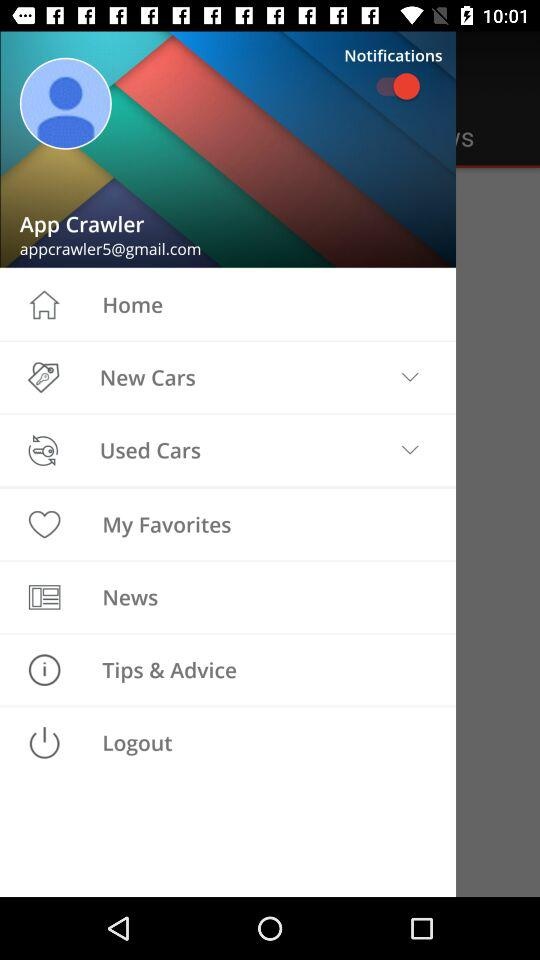 10:01
Notifications
App Crawler
appcrawler5@gmail.com
Home
New Cars
Used Cars
My Favorites
News
Tips & Advice
Logout